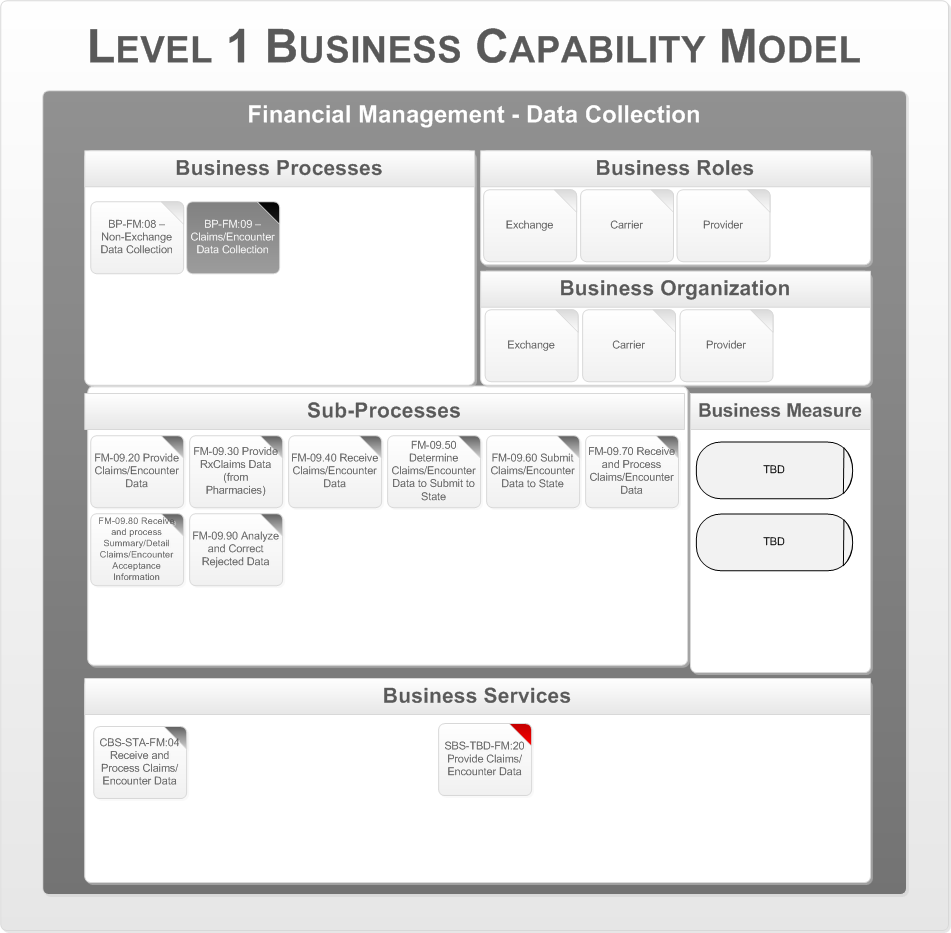 LEVEL 1 BUSINESS CAPABILITY MODEL
Financial Management - Data Collection
Business Processes
BP-FM:08 –
Non-Exchange
Data Collection
BP-FM:09 –
Claims/Encounter
Data Collection
Business Roles
Exchange
Carrier
Provider
Business Organization
Exchange
Carrier
Provider
Sub-Processes
FM-09.20 Provide
Claims/Encounter
Data
FM-09.30 Provide
RxClaims Data
(from
Pharmacies)
FM-09.40 Receive
Claims/Encounter
Data
FM-09.50
Determine
Claims/Encounter
Data to Submit to
State
FM-09.60 Submit
Claims/Encounter
Data to State
FM-09.70 Receive
and Process
Claims/Encounter
Data
FM-09.80 Receive
and process
Summary/Detail
Claims/Encounter
Acceptance
Information
FM-09.90 Analyze
and Correct
Rejected Data
Business Measure
TBD
TBD
Business Services
CBS-STA-FM:04
Receive and
Process Claims/
Encounter Data
SBS-TBD-FM:20
Provide Claims/
Encounter Data